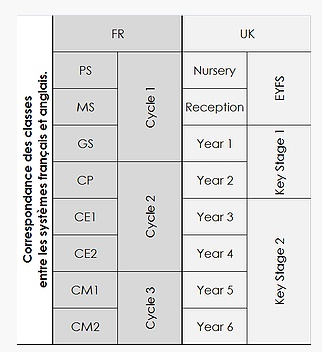 Correspondance des classes
entre les systèmes français et anglais.
FR UK
PS Nursery
MS Reception
GS Year 1
CP Year 2
CE1 Year 3
CE2 Year 4
CM1 Year 5
CM2 Year 6
Cycle 1
Cycle 2
Cycle 3
EYFS
Key Stage 1
Key Stage 2